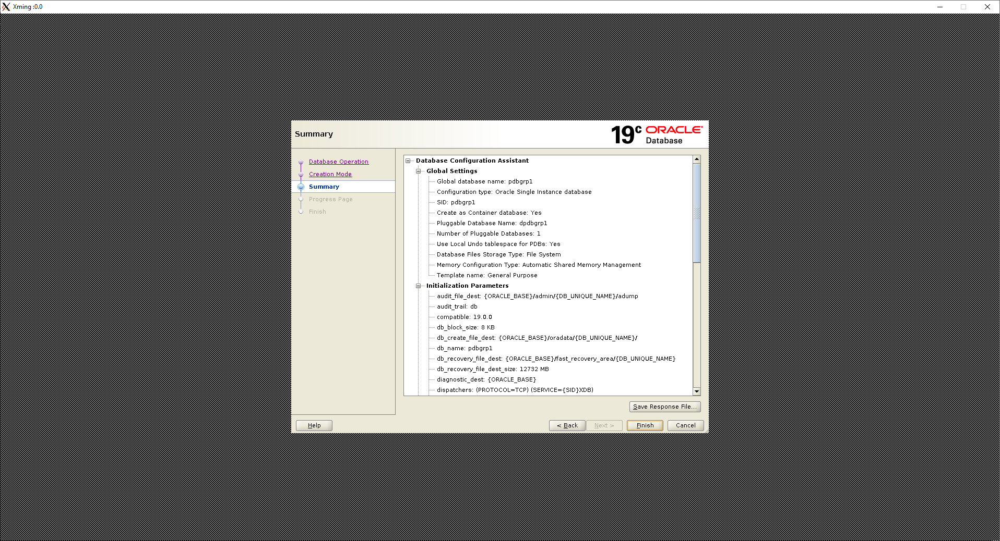 Xming :0.0
Summary
19c ORACLE
Database
Database Operation
Creation Mode
Summary
Progress Page
Finish
Database Configuration Assistant
Global Settings
Global database name: pdbgrp1
Configuration type: Oracle Single Instance database
SID: pdbgrp1
Create as Container database: Yes
Pluggable Database Name: dpdbgrp1
Number of Pluggable Databases: 1
Use Local Undo tablespace for PDBs: Yes
Database Files Storage Type: File System
Memory Configuration Type: Automatic Shared Memory Management
Template name: General Purpose
Initialization Parameters
audit_file_dest: {ORACLE_BASE}/admin/{DB_UNIQUE_NAME}/adump
audit_trail: db
compatible: 19.0.0
db_block_size: 8 KB
db_create_file_dest: {ORACLE_BASE}/oradata/{DB_UNIQUE_NAME}/
db_name: pdbgrp1
db_recovery_file_dest: {ORACLE_BASE}/fast_recovery_area/{DB_UNIQUE_NAME}
db_recovery_file_dest_size: 12732 MB
diagnostic_dest: {ORACLE_BASE}
dispatchers: (PROTOCOL=TCP) (SERVICE={SID}XDB)
Save Response File...
Help
< Back
Next >
Finish
Cancel